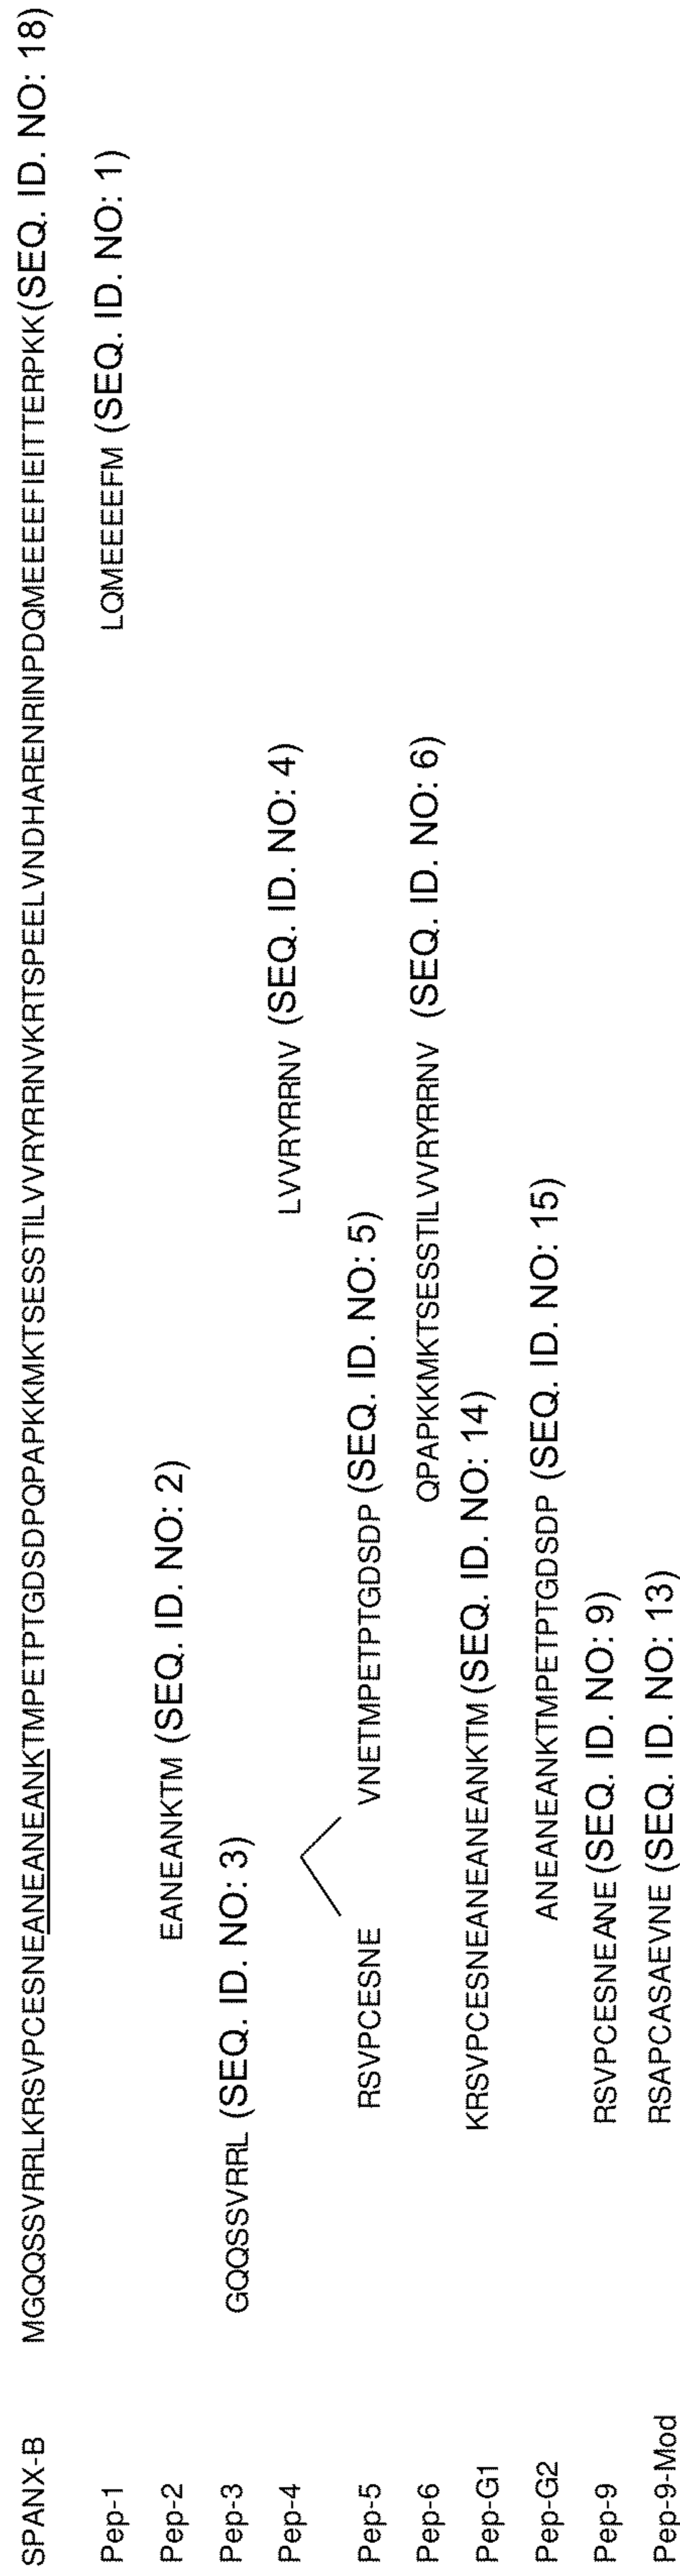 SPANX-B MGQQSSVRRLKRSVPCESNEANEANEANKTMPETPTGDSDPQPAPKKMKTSESSTILVVRYRRNVKRTSPEELVNDHARENRINPDQMEEEEFIEITTERPKK(SEQ. ID. NO: 18)
Pep-1 LQMEEEEFM (SEQ. ID. NO: 1)
Pep-2 EANEANKTM (SEQ. ID. NO: 2)
Pep-3 GQQSSVRRL (SEQ. ID. NO: 3)
Pep-4 LVVRYRRNV (SEQ. ID. NO: 4)
Pep-5 RSVPCESNE VNETMPETPTGDSDP (SEQ. ID. NO: 5)
Pep-6 QPAPKKMKTSESSTILVVRYRRNV (SEQ. ID. NO: 6)
Pep-G1 KRSVPCESNEANEANEANKTM (SEQ. ID. NO: 14)
Pep-G2 ANEANEANKTMPETPTGDSDP (SEQ. ID. NO: 15)
Pep-9 RSVPCESNEANE (SEQ. ID. NO: 9)
Pep-9-Mod RSAPCASAEVNE (SEQ. ID. NO: 13)